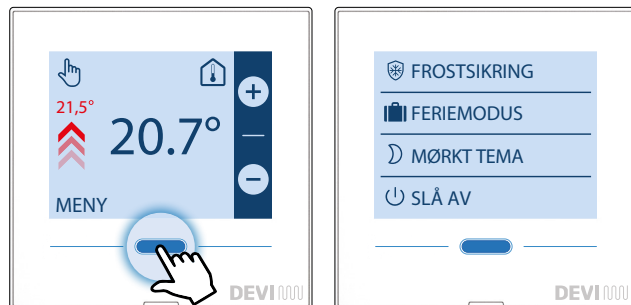 21,5°
20.7°
MENY
DEVI
FROSTSIKRING
FERIEMODUS
MØRKT TEMA
SLÅ AV
DEVI